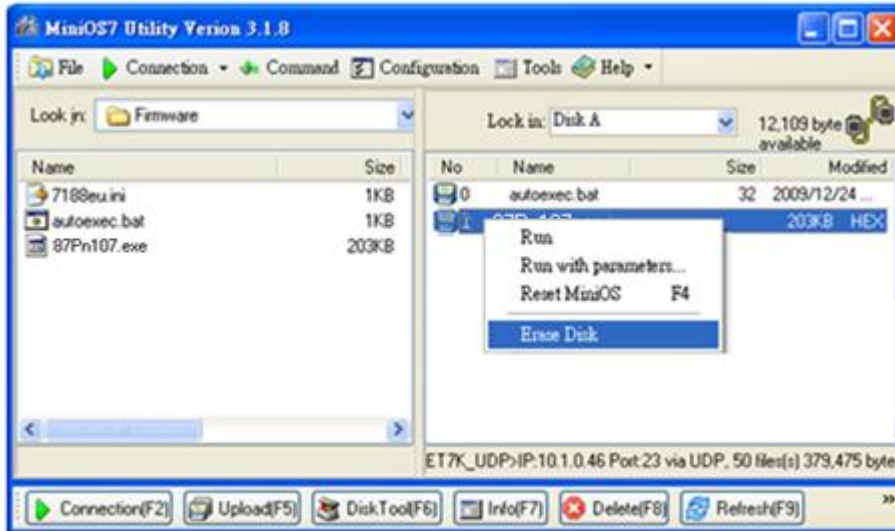 MiniOS7 Utility Verion 3.1.8
File Connection Command Configuration Tools Help
Look in: Firmware
Name Size
7188eu.ini 1KB
autoexec.bat 1KB
87Pn107.exe 203KB
Lock in: Disk A
12,109 byte available
No Name Size Modified
0 autoexec.bat 32 2009/12/24 ...
1 203KB HEX
Run
Run with parameters...
Reset MiniOS F4
Erase Disk
ET7K_UDP>IP:10.1.0.46 Port:23 via UDP, 50 files(s) 379,475 byte
Connection(F2) Upload(F5) DiskTool(F6) Info(F7) Delete(F8) Refresh(F9) »